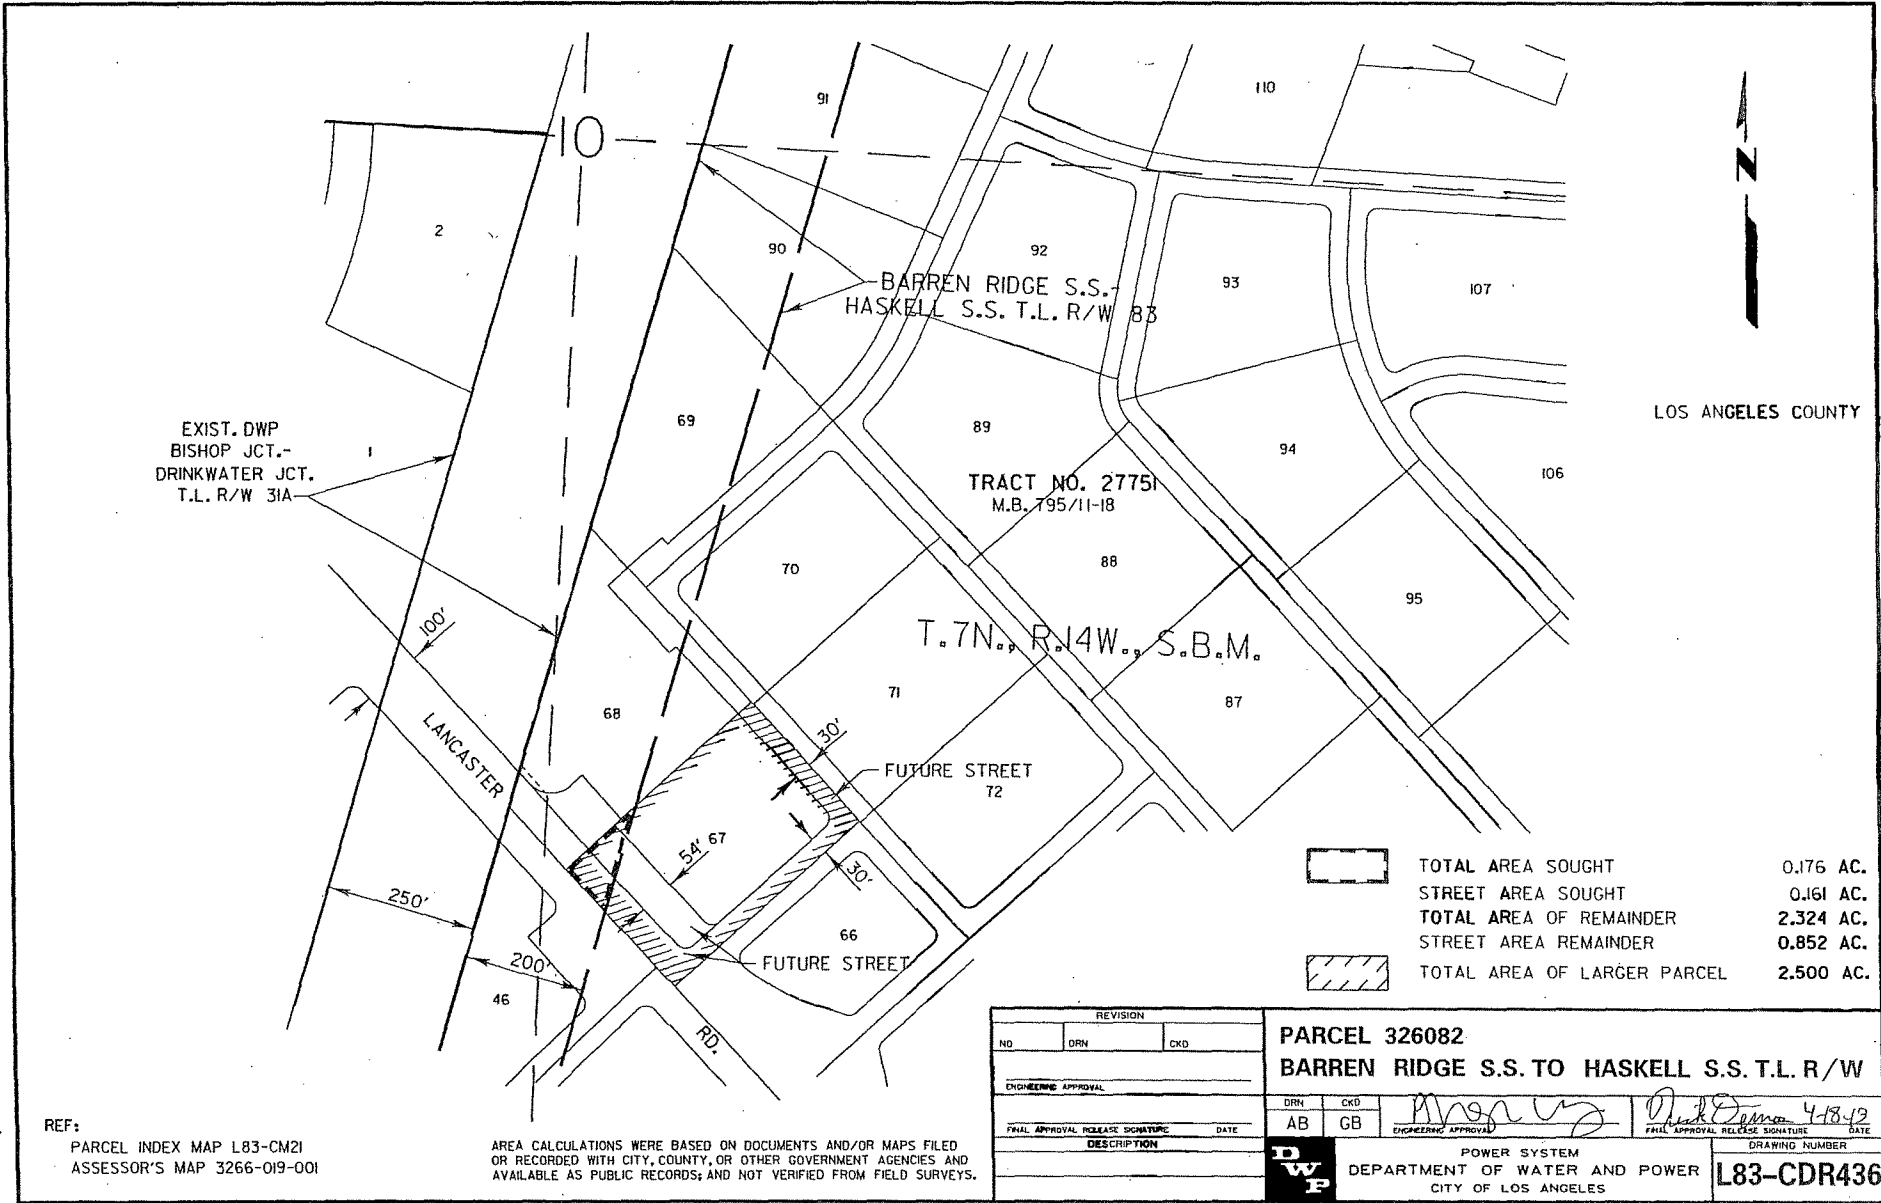 10
91
110
2
90
92
93
107
BARREN RIDGE S.S.-
HASKELL S.S. T.L. R/W 83
N
LOS ANGELES COUNTY
EXIST. DWP
BISHOP JCT.-
DRINKWATER JCT.
T.L. R/W 31A
1
69
89
94
106
TRACT NO. 27751
M.B. 795/11-18
70
88
95
100'
T.7N., R.14W., S.B.M.
71
87
68
LANCASTER
30'
FUTURE STREET
72
67
54'
30'
250'
66
200'
FUTURE STREET
46
RD.
TOTAL AREA SOUGHT 0.176 AC.
STREET AREA SOUGHT 0.161 AC.
TOTAL AREA OF REMAINDER 2.324 AC.
STREET AREA REMAINDER 0.852 AC.
TOTAL AREA OF LARGER PARCEL 2.500 AC.
REF:
PARCEL INDEX MAP L83-CM21
ASSESSOR'S MAP 3266-019-001
AREA CALCULATIONS WERE BASED ON DOCUMENTS AND/OR MAPS FILED
OR RECORDED WITH CITY, COUNTY, OR OTHER GOVERNMENT AGENCIES AND
AVAILABLE AS PUBLIC RECORDS; AND NOT VERIFIED FROM FIELD SURVEYS.
REVISION
NO DRN CKD
ENGINEERING APPROVAL
FINAL APPROVAL RELEASE SIGNATURE DATE
DESCRIPTION
PARCEL 326082
BARREN RIDGE S.S. TO HASKELL S.S. T.L. R/W
DRN CKD
AB GB
ENGINEERING APPROVAL
FINAL APPROVAL RELEASE SIGNATURE DATE
DWP
POWER SYSTEM
DEPARTMENT OF WATER AND POWER
CITY OF LOS ANGELES
DRAWING NUMBER
L83-CDR436